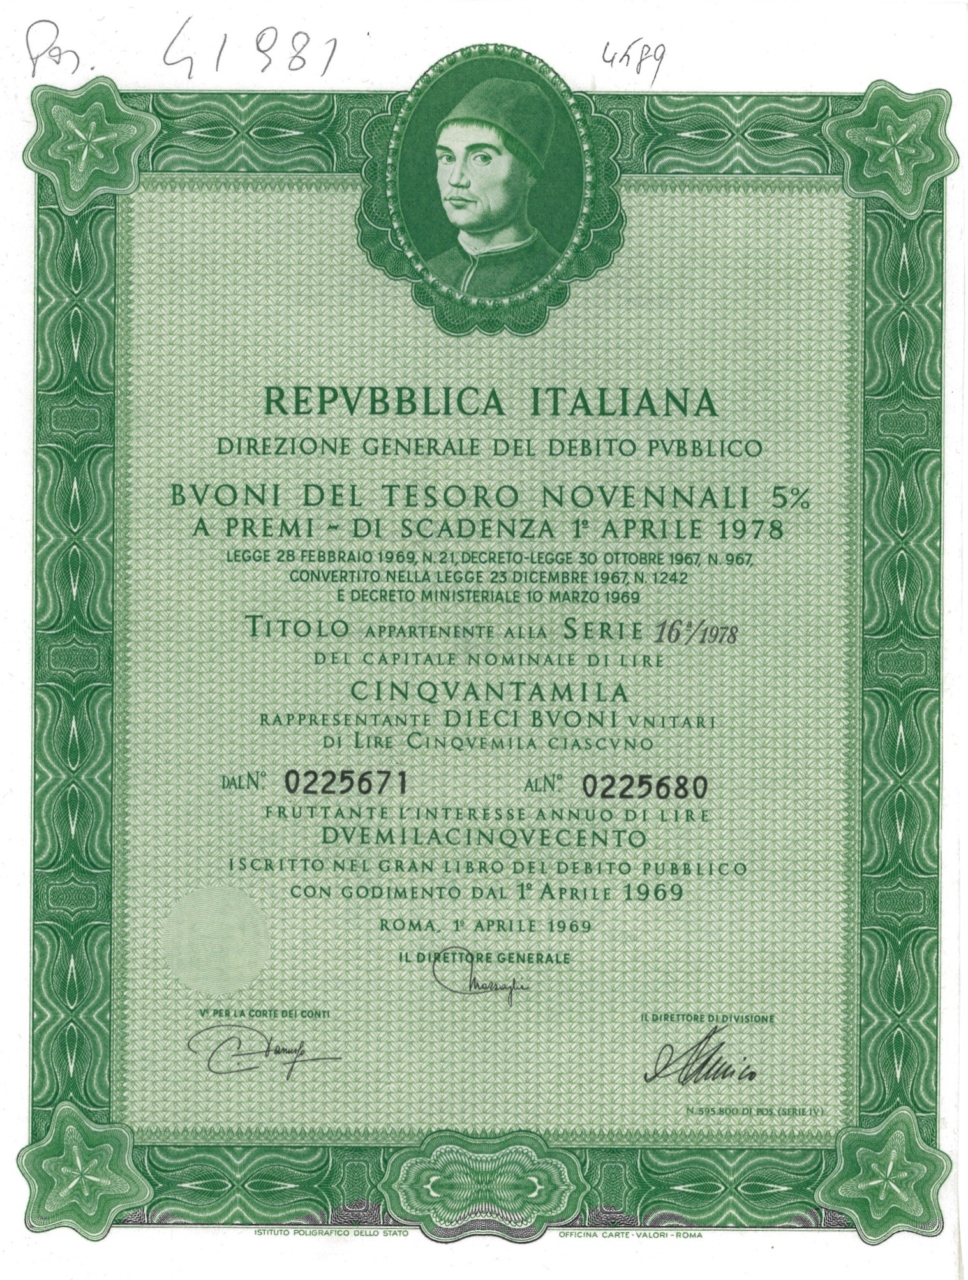 Pos. 41981 4589
REPVBBLICA ITALIANA
DIREZIONE GENERALE DEL DEBITO PVBBLICO
BVONI DEL TESORO NOVENNALI 5%
A PREMI - DI SCADENZA 1º APRILE 1978
LEGGE 28 FEBBRAIO 1969, N. 21, DECRETO-LEGGE 30 OTTOBRE 1967, N. 967,
CONVERTITO NELLA LEGGE 23 DICEMBRE 1967, N. 1242
E DECRETO MINISTERIALE 10 MARZO 1969
TITOLO APPARTENENTE ALLA SERIE 16ª/1978
DEL CAPITALE NOMINALE DI LIRE
CINQVANTAMILA
RAPPRESENTANTE DIECI BVONI VNITARI
DI LIRE CINQVEMILA CIASCVNO
DAL N° 0225671 AL N° 0225680
FRUTTANTE L'INTERESSE ANNUO DI LIRE
DVEMILACINQVECENTO
ISCRITTO NEL GRAN LIBRO DEL DEBITO PUBBLICO
CON GODIMENTO DAL 1º APRILE 1969
ROMA, 1º APRILE 1969
IL DIRETTORE GENERALE
Vº PER LA CORTE DEI CONTI
IL DIRETTORE DI DIVISIONE
N. 595.800 DI POS. (SERIE IV)
ISTITUTO POLIGRAFICO DELLO STATO OFFICINA CARTE-VALORI-ROMA